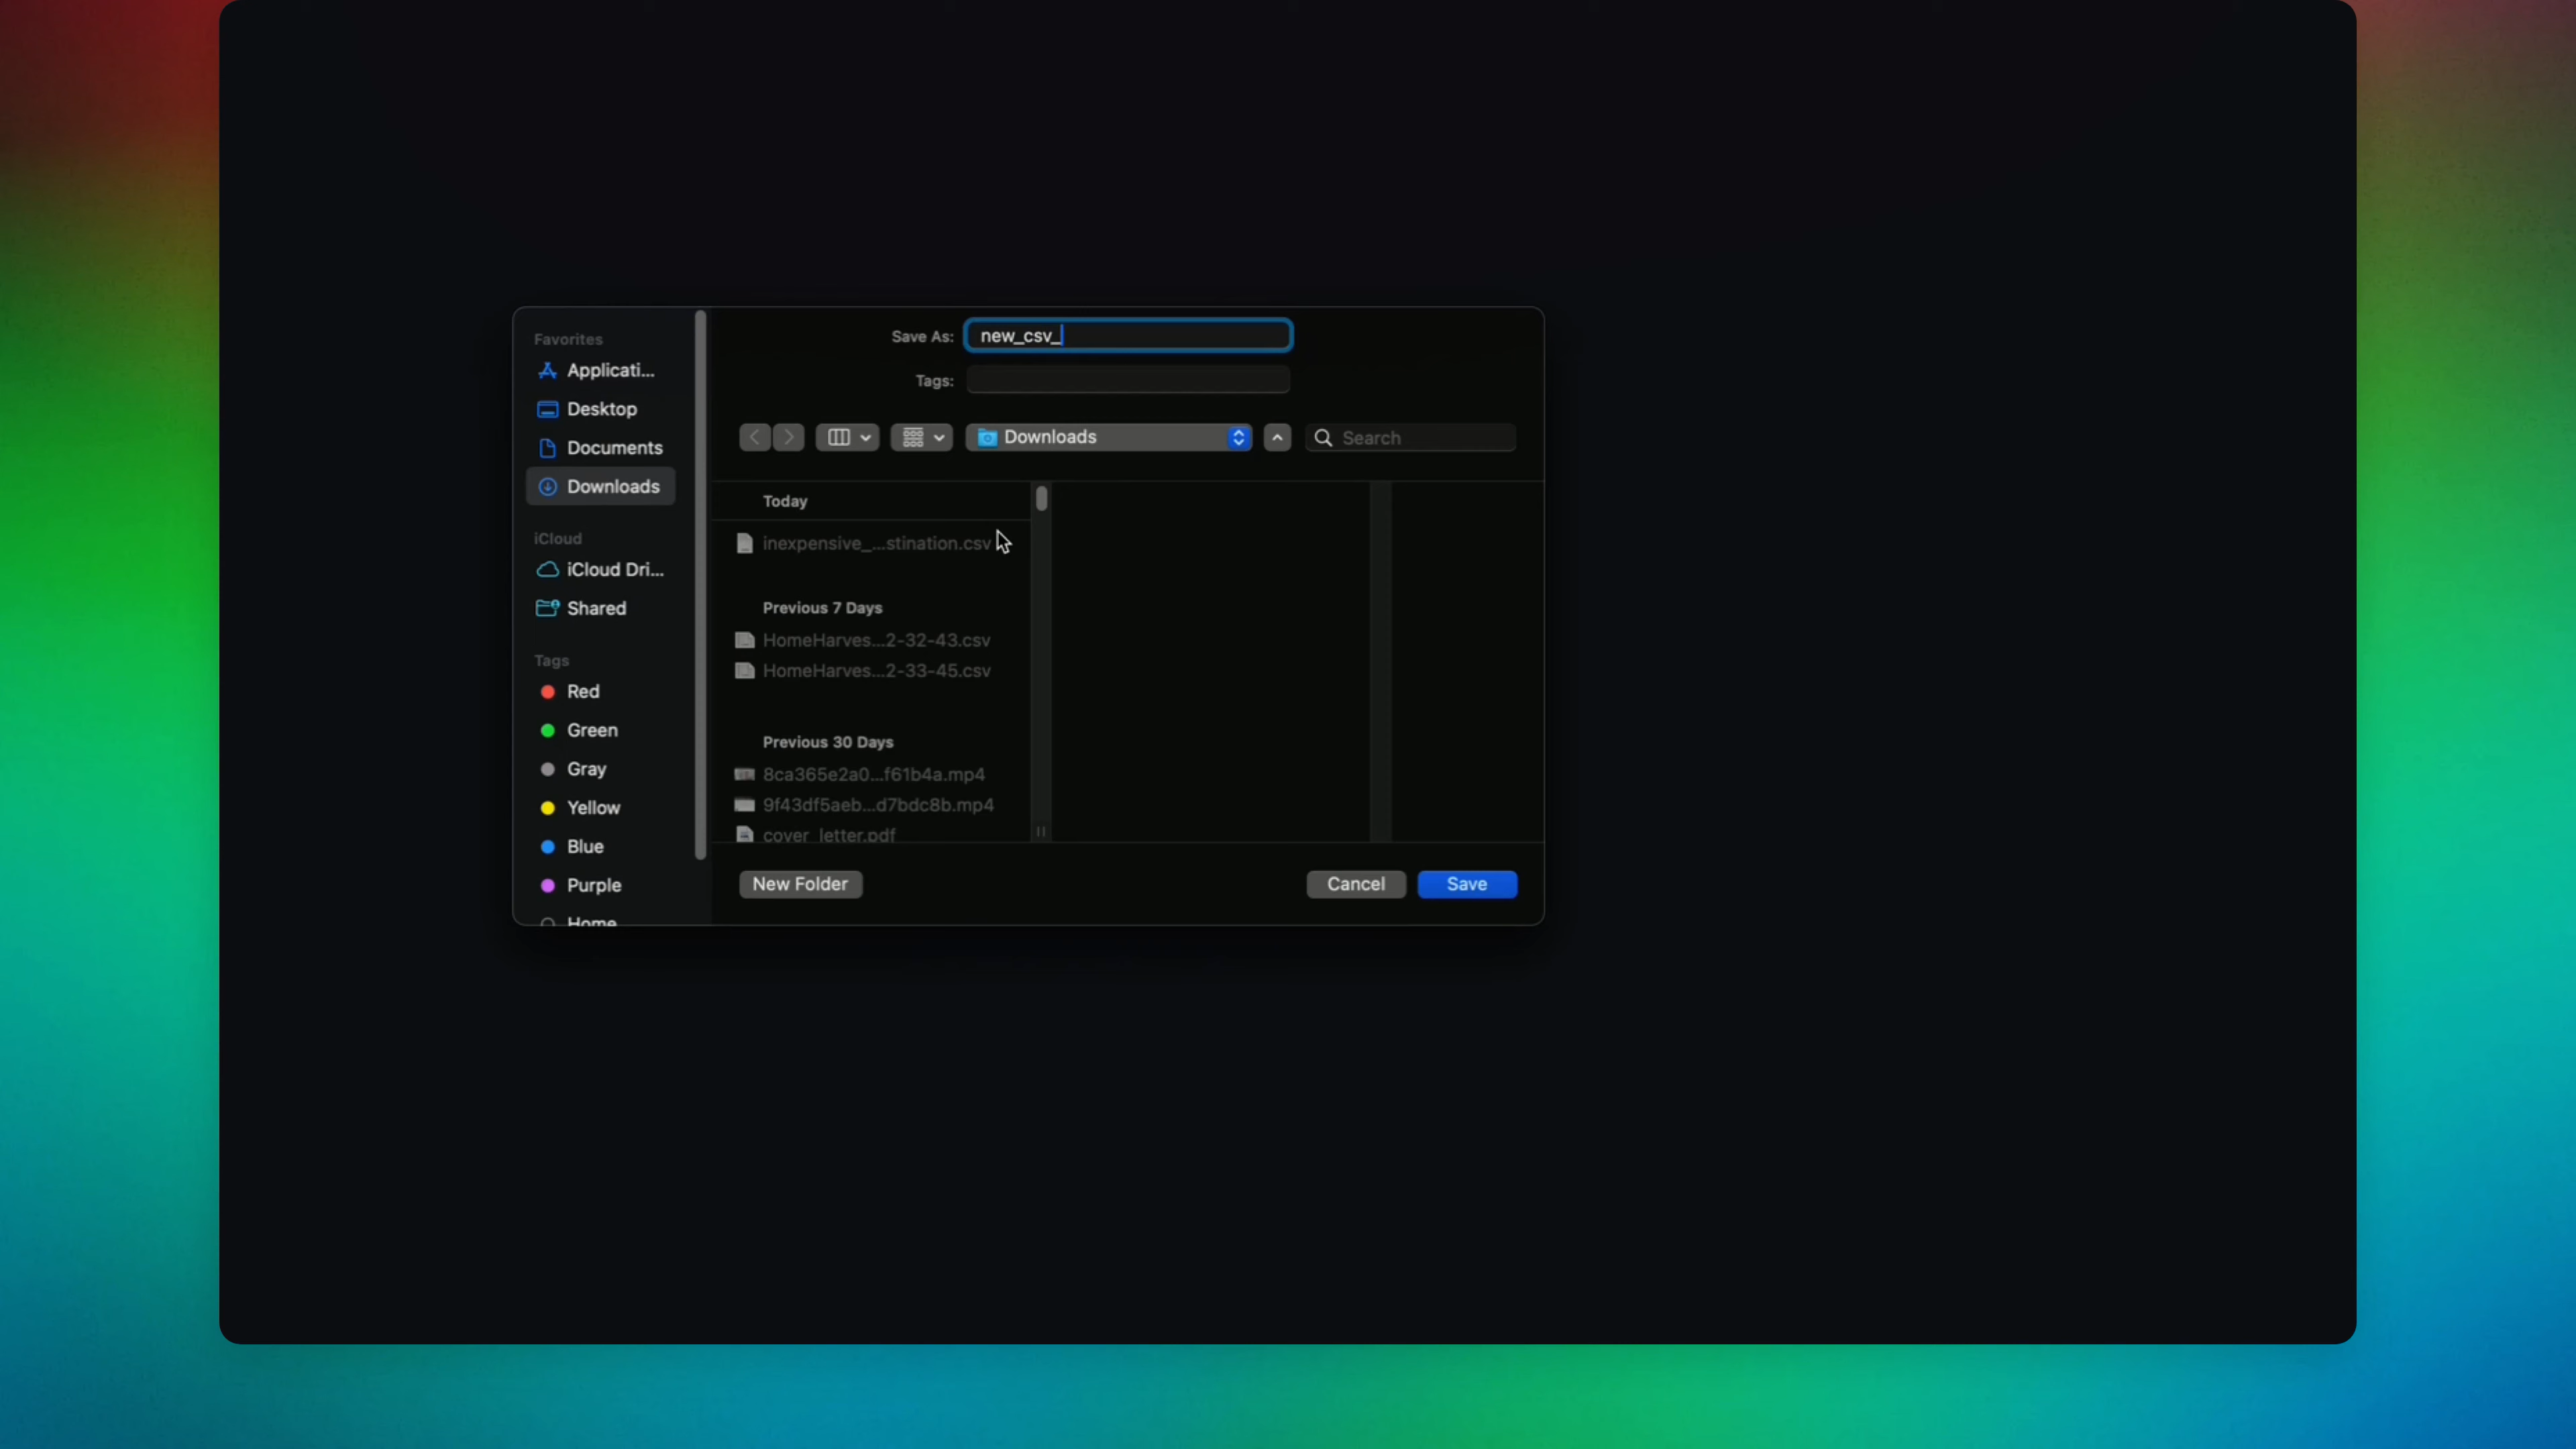 Favorites
Applicati...
Desktop
Documents
Downloads
iCloud
iCloud Dri...
Shared
Tags
Red
Green
Gray
Yellow
Blue
Purple
Home
Save As: new_csv_
Tags:
Downloads
Search
Today
inexpensive_...stination.csv
Previous 7 Days
HomeHarves...2-32-43.csv
HomeHarves...2-33-45.csv
Previous 30 Days
8ca365e2a0...f61b4a.mp4
9f43df5aeb...d7bdc8b.mp4
cover_letter.pdf
New Folder
Cancel
Save